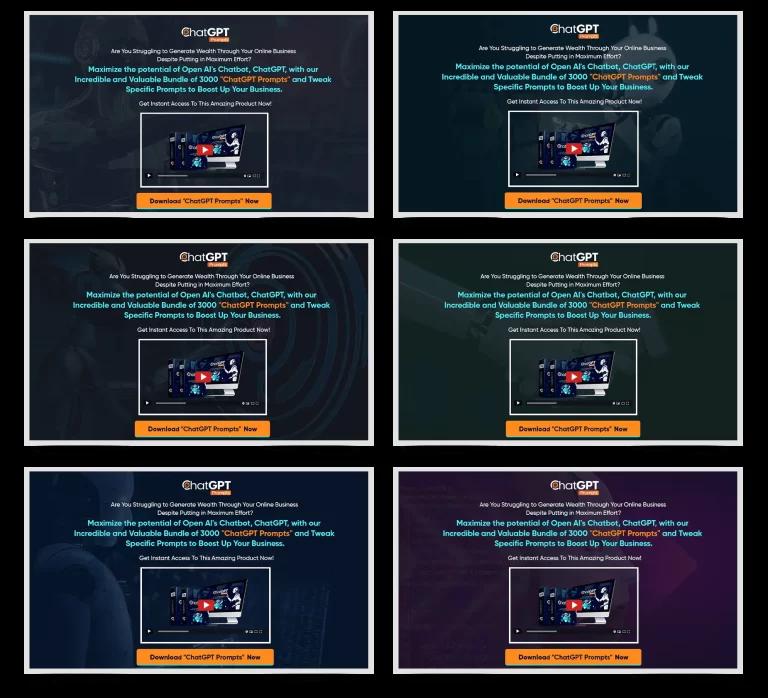 ChatGPT
Prompts
Are You Struggling to Generate Wealth Through Your Online Business
Despite Putting in Maximum Effort?
Maximize the potential of Open AI's Chatbot, ChatGPT, with our
Incredible and Valuable Bundle of 3000 "ChatGPT Prompts" and Tweak
Specific Prompts to Boost Up Your Business.
Get Instant Access To This Amazing Product Now!
Download "ChatGPT Prompts" Now
ChatGPT
Prompts
Are You Struggling to Generate Wealth Through Your Online Business
Despite Putting in Maximum Effort?
Maximize the potential of Open AI's Chatbot, ChatGPT, with our
Incredible and Valuable Bundle of 3000 "ChatGPT Prompts" and Tweak
Specific Prompts to Boost Up Your Business.
Get Instant Access To This Amazing Product Now!
Download "ChatGPT Prompts" Now
ChatGPT
Prompts
Are You Struggling to Generate Wealth Through Your Online Business
Despite Putting in Maximum Effort?
Maximize the potential of Open AI's Chatbot, ChatGPT, with our
Incredible and Valuable Bundle of 3000 "ChatGPT Prompts" and Tweak
Specific Prompts to Boost Up Your Business.
Get Instant Access To This Amazing Product Now!
Download "ChatGPT Prompts" Now
ChatGPT
Prompts
Are You Struggling to Generate Wealth Through Your Online Business
Despite Putting in Maximum Effort?
Maximize the potential of Open AI's Chatbot, ChatGPT, with our
Incredible and Valuable Bundle of 3000 "ChatGPT Prompts" and Tweak
Specific Prompts to Boost Up Your Business.
Get Instant Access To This Amazing Product Now!
Download "ChatGPT Prompts" Now
ChatGPT
Prompts
Are You Struggling to Generate Wealth Through Your Online Business
Despite Putting in Maximum Effort?
Maximize the potential of Open AI's Chatbot, ChatGPT, with our
Incredible and Valuable Bundle of 3000 "ChatGPT Prompts" and Tweak
Specific Prompts to Boost Up Your Business.
Get Instant Access To This Amazing Product Now!
Download "ChatGPT Prompts" Now
ChatGPT
Prompts
Are You Struggling to Generate Wealth Through Your Online Business
Despite Putting in Maximum Effort?
Maximize the potential of Open AI's Chatbot, ChatGPT, with our
Incredible and Valuable Bundle of 3000 "ChatGPT Prompts" and Tweak
Specific Prompts to Boost Up Your Business.
Get Instant Access To This Amazing Product Now!
Download "ChatGPT Prompts" Now